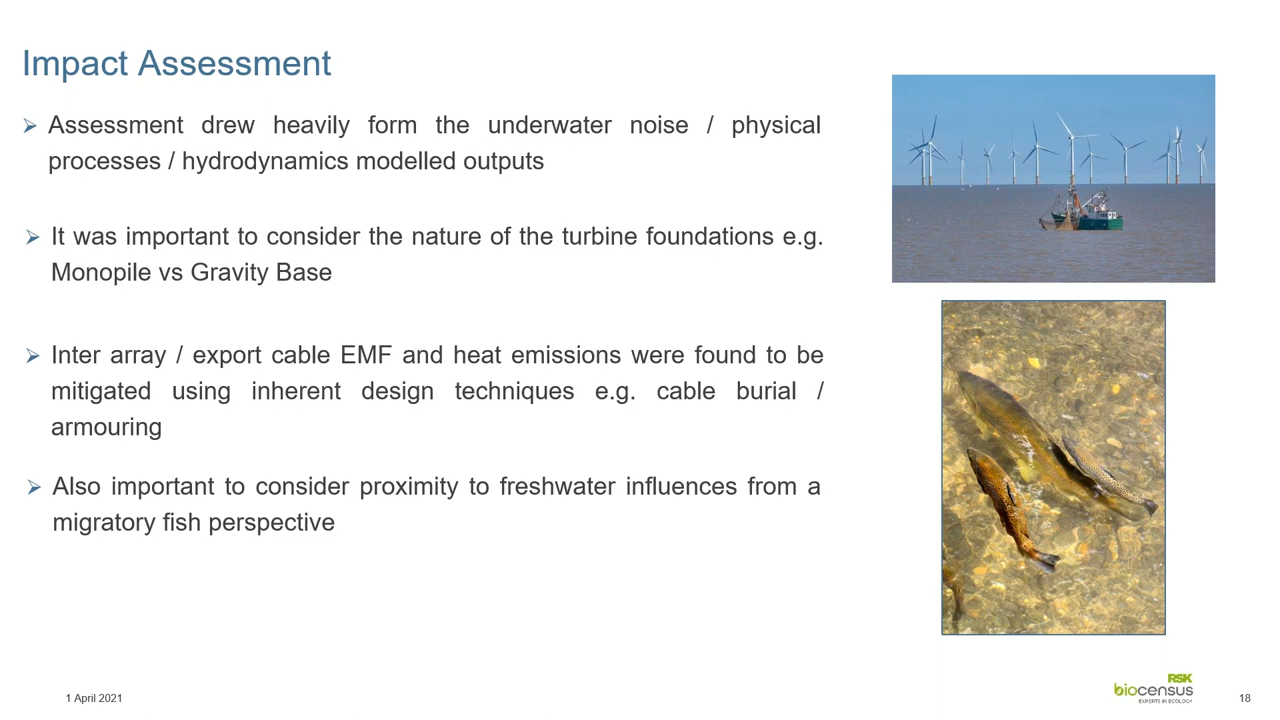 Impact Assessment
➢ Assessment drew heavily form the underwater noise / physical
processes / hydrodynamics modelled outputs
➢ It was important to consider the nature of the turbine foundations e.g.
Monopile vs Gravity Base
➢ Inter array / export cable EMF and heat emissions were found to be
mitigated using inherent design techniques e.g. cable burial /
armouring
➢ Also important to consider proximity to freshwater influences from a
migratory fish perspective
1 April 2021
RSK
biocensus
EXPERTS IN ECOLOGY
18